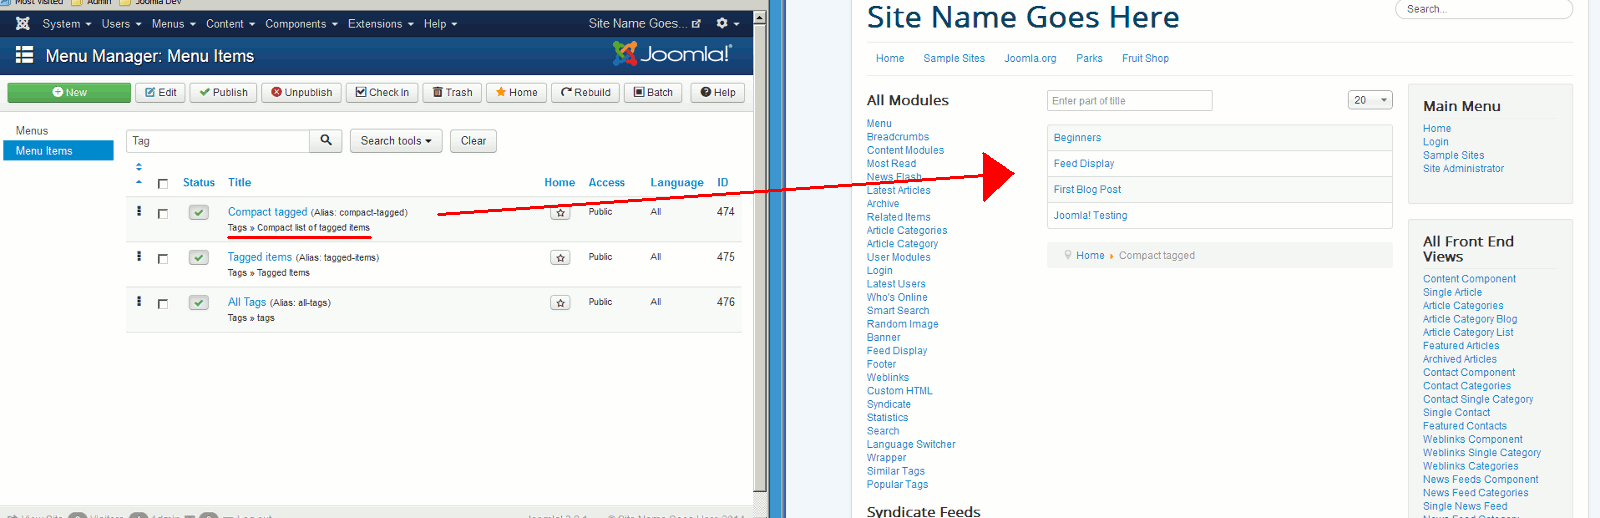 Most Visited Admin Joomla Dev
System Users Menus Content Components Extensions Help Site Name Goes...
Menu Manager: Menu Items
Joomla!
New Edit Publish Unpublish Check In Trash Home Rebuild Batch Help
Menus
Menu Items
Tag Search tools Clear
Status Title Home Access Language ID
Compact tagged (Alias: compact-tagged) Public All 474
Tags » Compact list of tagged items
Tagged items (Alias: tagged-items) Public All 475
Tags » Tagged Items
All Tags (Alias: all-tags) Public All 476
Tags » tags
Site Name Goes Here
Search...
Home Sample Sites Joomla.org Parks Fruit Shop
All Modules
Menu
Breadcrumbs
Content Modules
Most Read
News Flash
Latest Articles
Archive
Related Items
Article Categories
Article Category
User Modules
Login
Latest Users
Who's Online
Smart Search
Random Image
Banner
Feed Display
Footer
Weblinks
Custom HTML
Syndicate
Statistics
Search
Language Switcher
Wrapper
Similar Tags
Popular Tags
Syndicate Feeds
Enter part of title 20
Beginners
Feed Display
First Blog Post
Joomla! Testing
Home Compact tagged
Main Menu
Home
Login
Sample Sites
Site Administrator
All Front End
Views
Content Component
Single Article
Article Categories
Article Category Blog
Article Category List
Featured Articles
Archived Articles
Contact Component
Contact Categories
Contact Single Category
Single Contact
Featured Contacts
Weblinks Component
Weblinks Single Category
Weblinks Categories
News Feeds Component
News Feed Categories
Single News Feed